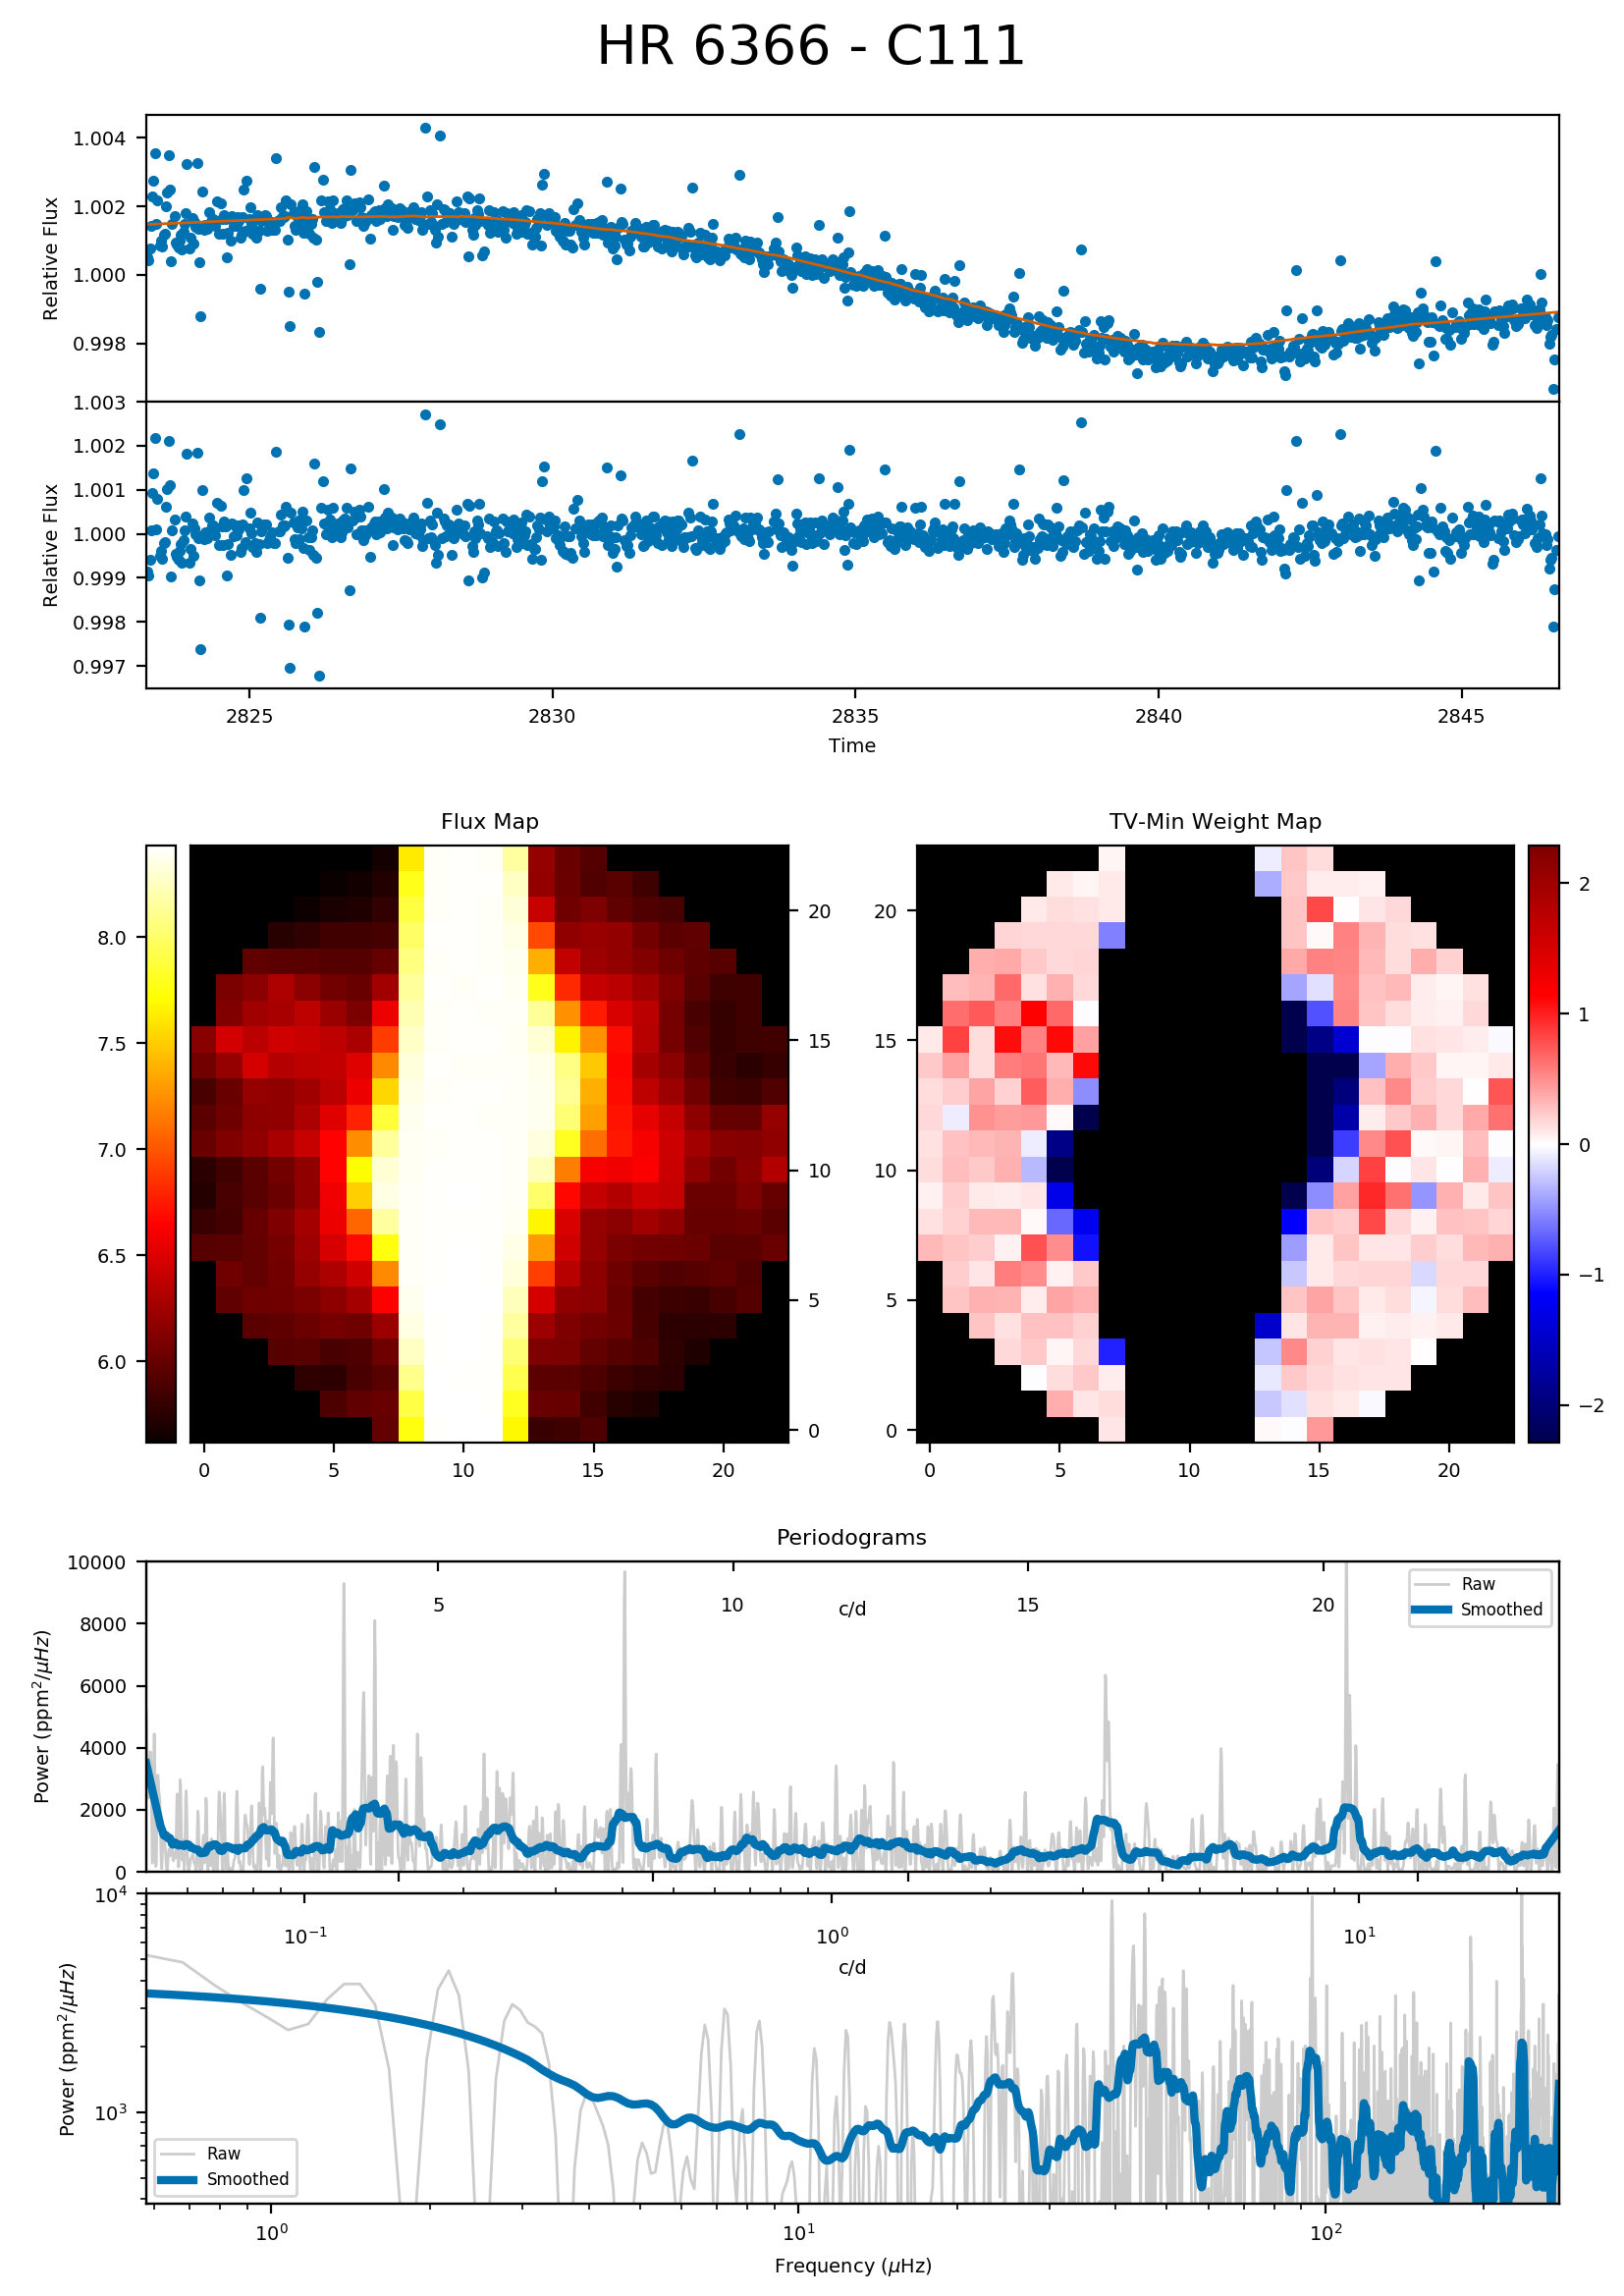 HR 6366 - C111
1.004
1.002
1.000
0.998
Relative Flux
1.003
1.002
1.001
1.000
0.999
0.998
0.997
Relative Flux
2825 2830 2835 2840 2845
Time
Flux Map
8.0
7.5
7.0
6.5
6.0
20
15
10
5
0
0 5 10 15 20
TV-Min Weight Map
20
15
10
5
0
0 5 10 15 20
2
1
0
−1
−2
Periodograms
10000
8000
6000
4000
2000
0
Power (ppm²/μHz)
5 10 15 20
c/d
Raw
Smoothed
10⁴
10³
Power (ppm²/μHz)
10⁻¹ 10⁰ 10¹
c/d
Raw
Smoothed
10⁰ 10¹ 10²
Frequency (μHz)